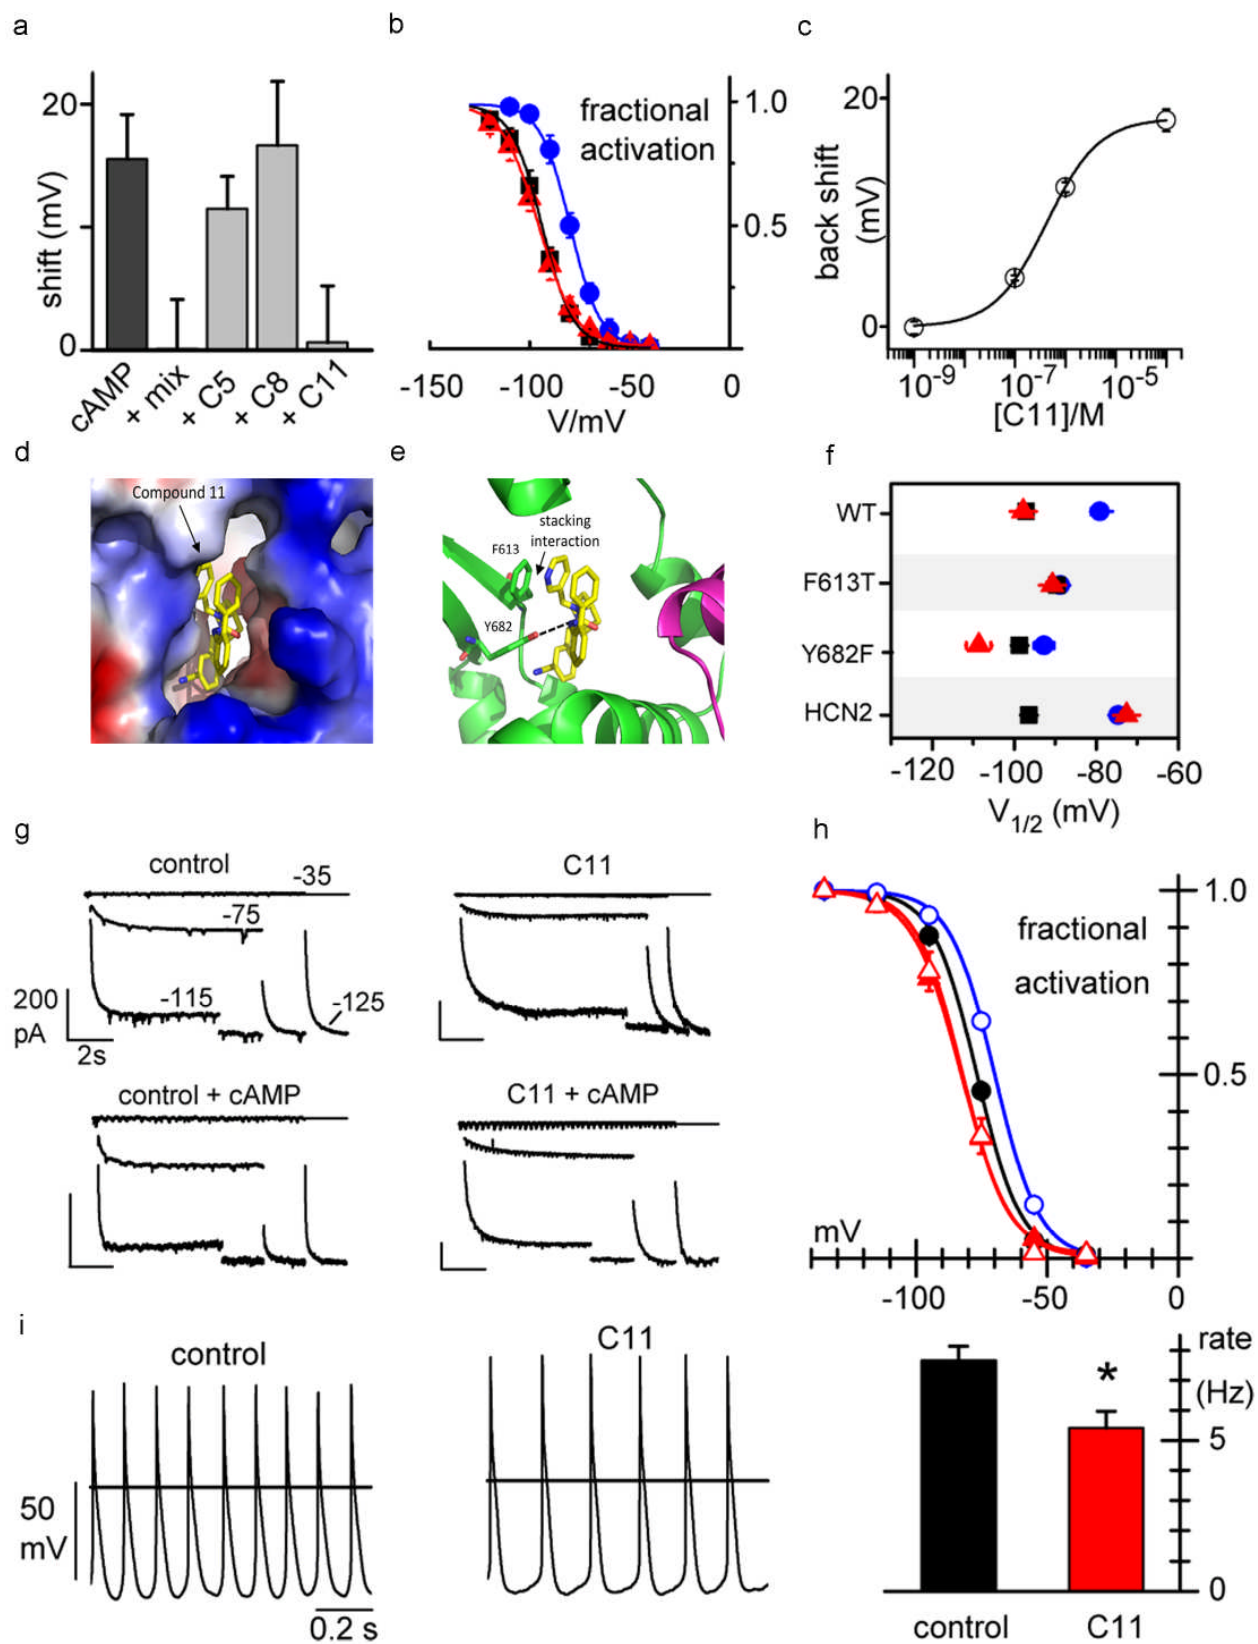 a
20
0
shift (mV)
cAMP
+ mix
+ C5
+ C8
+ C11
b
fractional
activation
1.0
0.5
-150
-100
-50
0
V/mV
c
back shift
(mV)
20
0
10-9
10-7
10-5
[C11]/M
d
Compound 11
e
stacking
interaction
F613
Y682
f
WT
F613T
Y682F
HCN2
-120
-100
-80
-60
V1/2 (mV)
g
control
-35
-75
-115
-125
200
pA
2s
C11
control + cAMP
C11 + cAMP
h
fractional
activation
1.0
0.5
mV
-100
-50
0
i
control
50
mV
0.2 s
C11
rate
(Hz)
*
5
0
control
C11